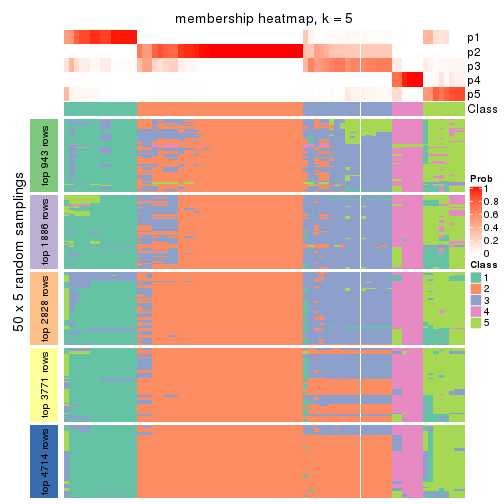 membership heatmap, k = 5
p1
p2
p3
p4
p5
Class
50 x 5 random samplings
top 943 rows
top 1886 rows
top 2828 rows
top 3771 rows
top 4714 rows
Prob
1
0.8
0.6
0.4
0.2
0
Class
1
2
3
4
5